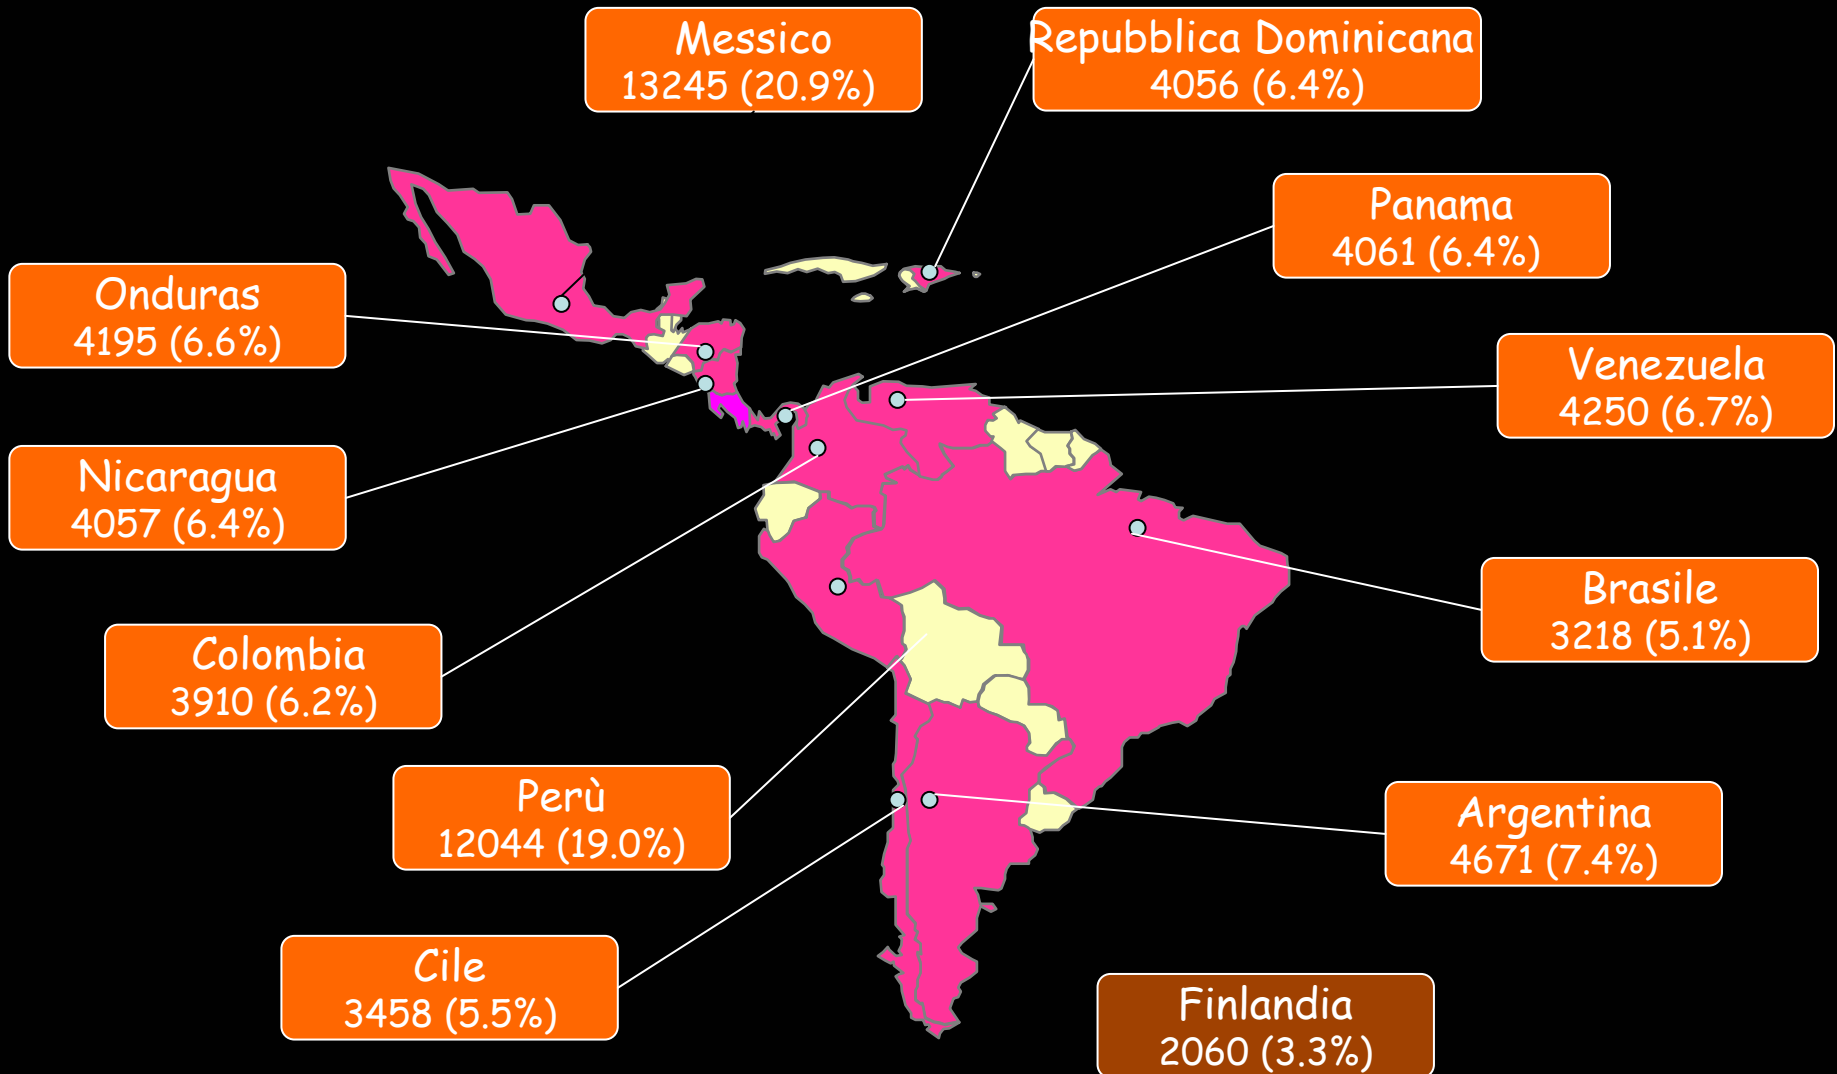 Messico
13245 (20.9%)
Repubblica Dominicana
4056 (6.4%)
Panama
4061 (6.4%)
Onduras
4195 (6.6%)
Venezuela
4250 (6.7%)
Nicaragua
4057 (6.4%)
Brasile
3218 (5.1%)
Colombia
3910 (6.2%)
Perù
12044 (19.0%)
Argentina
4671 (7.4%)
Cile
3458 (5.5%)
Finlandia
2060 (3.3%)